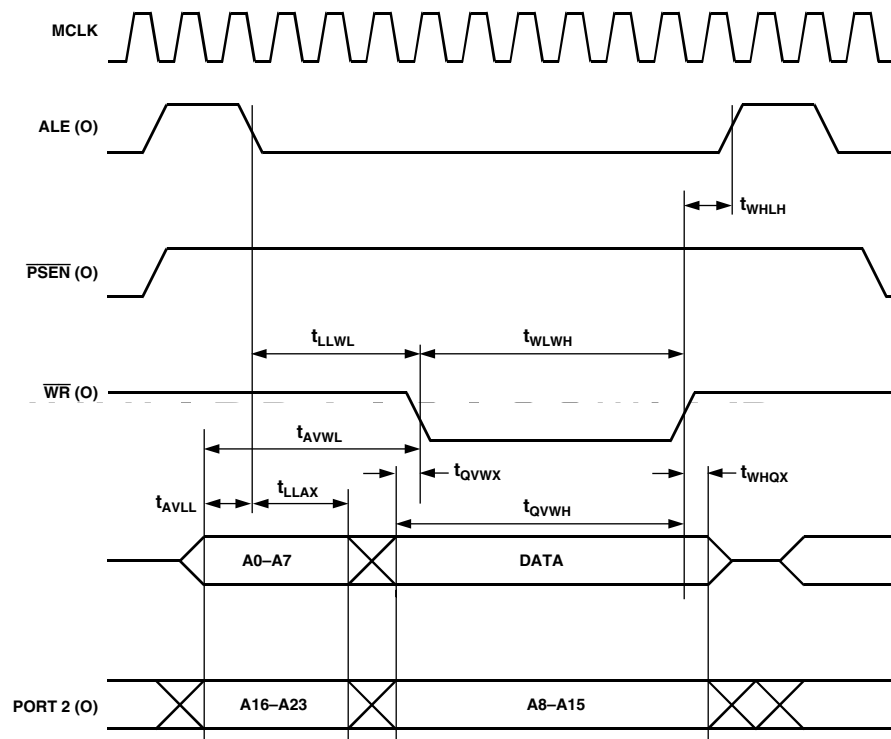 MCLK
ALE (O)
tWHLH
PSEN (O)
tLLWL
tWLWH
WR (O)
tAVWL
tQVWX
tWHQX
tAVLL
tLLAX
tQVWH
A0–A7
DATA
PORT 2 (O)
A16–A23
A8–A15